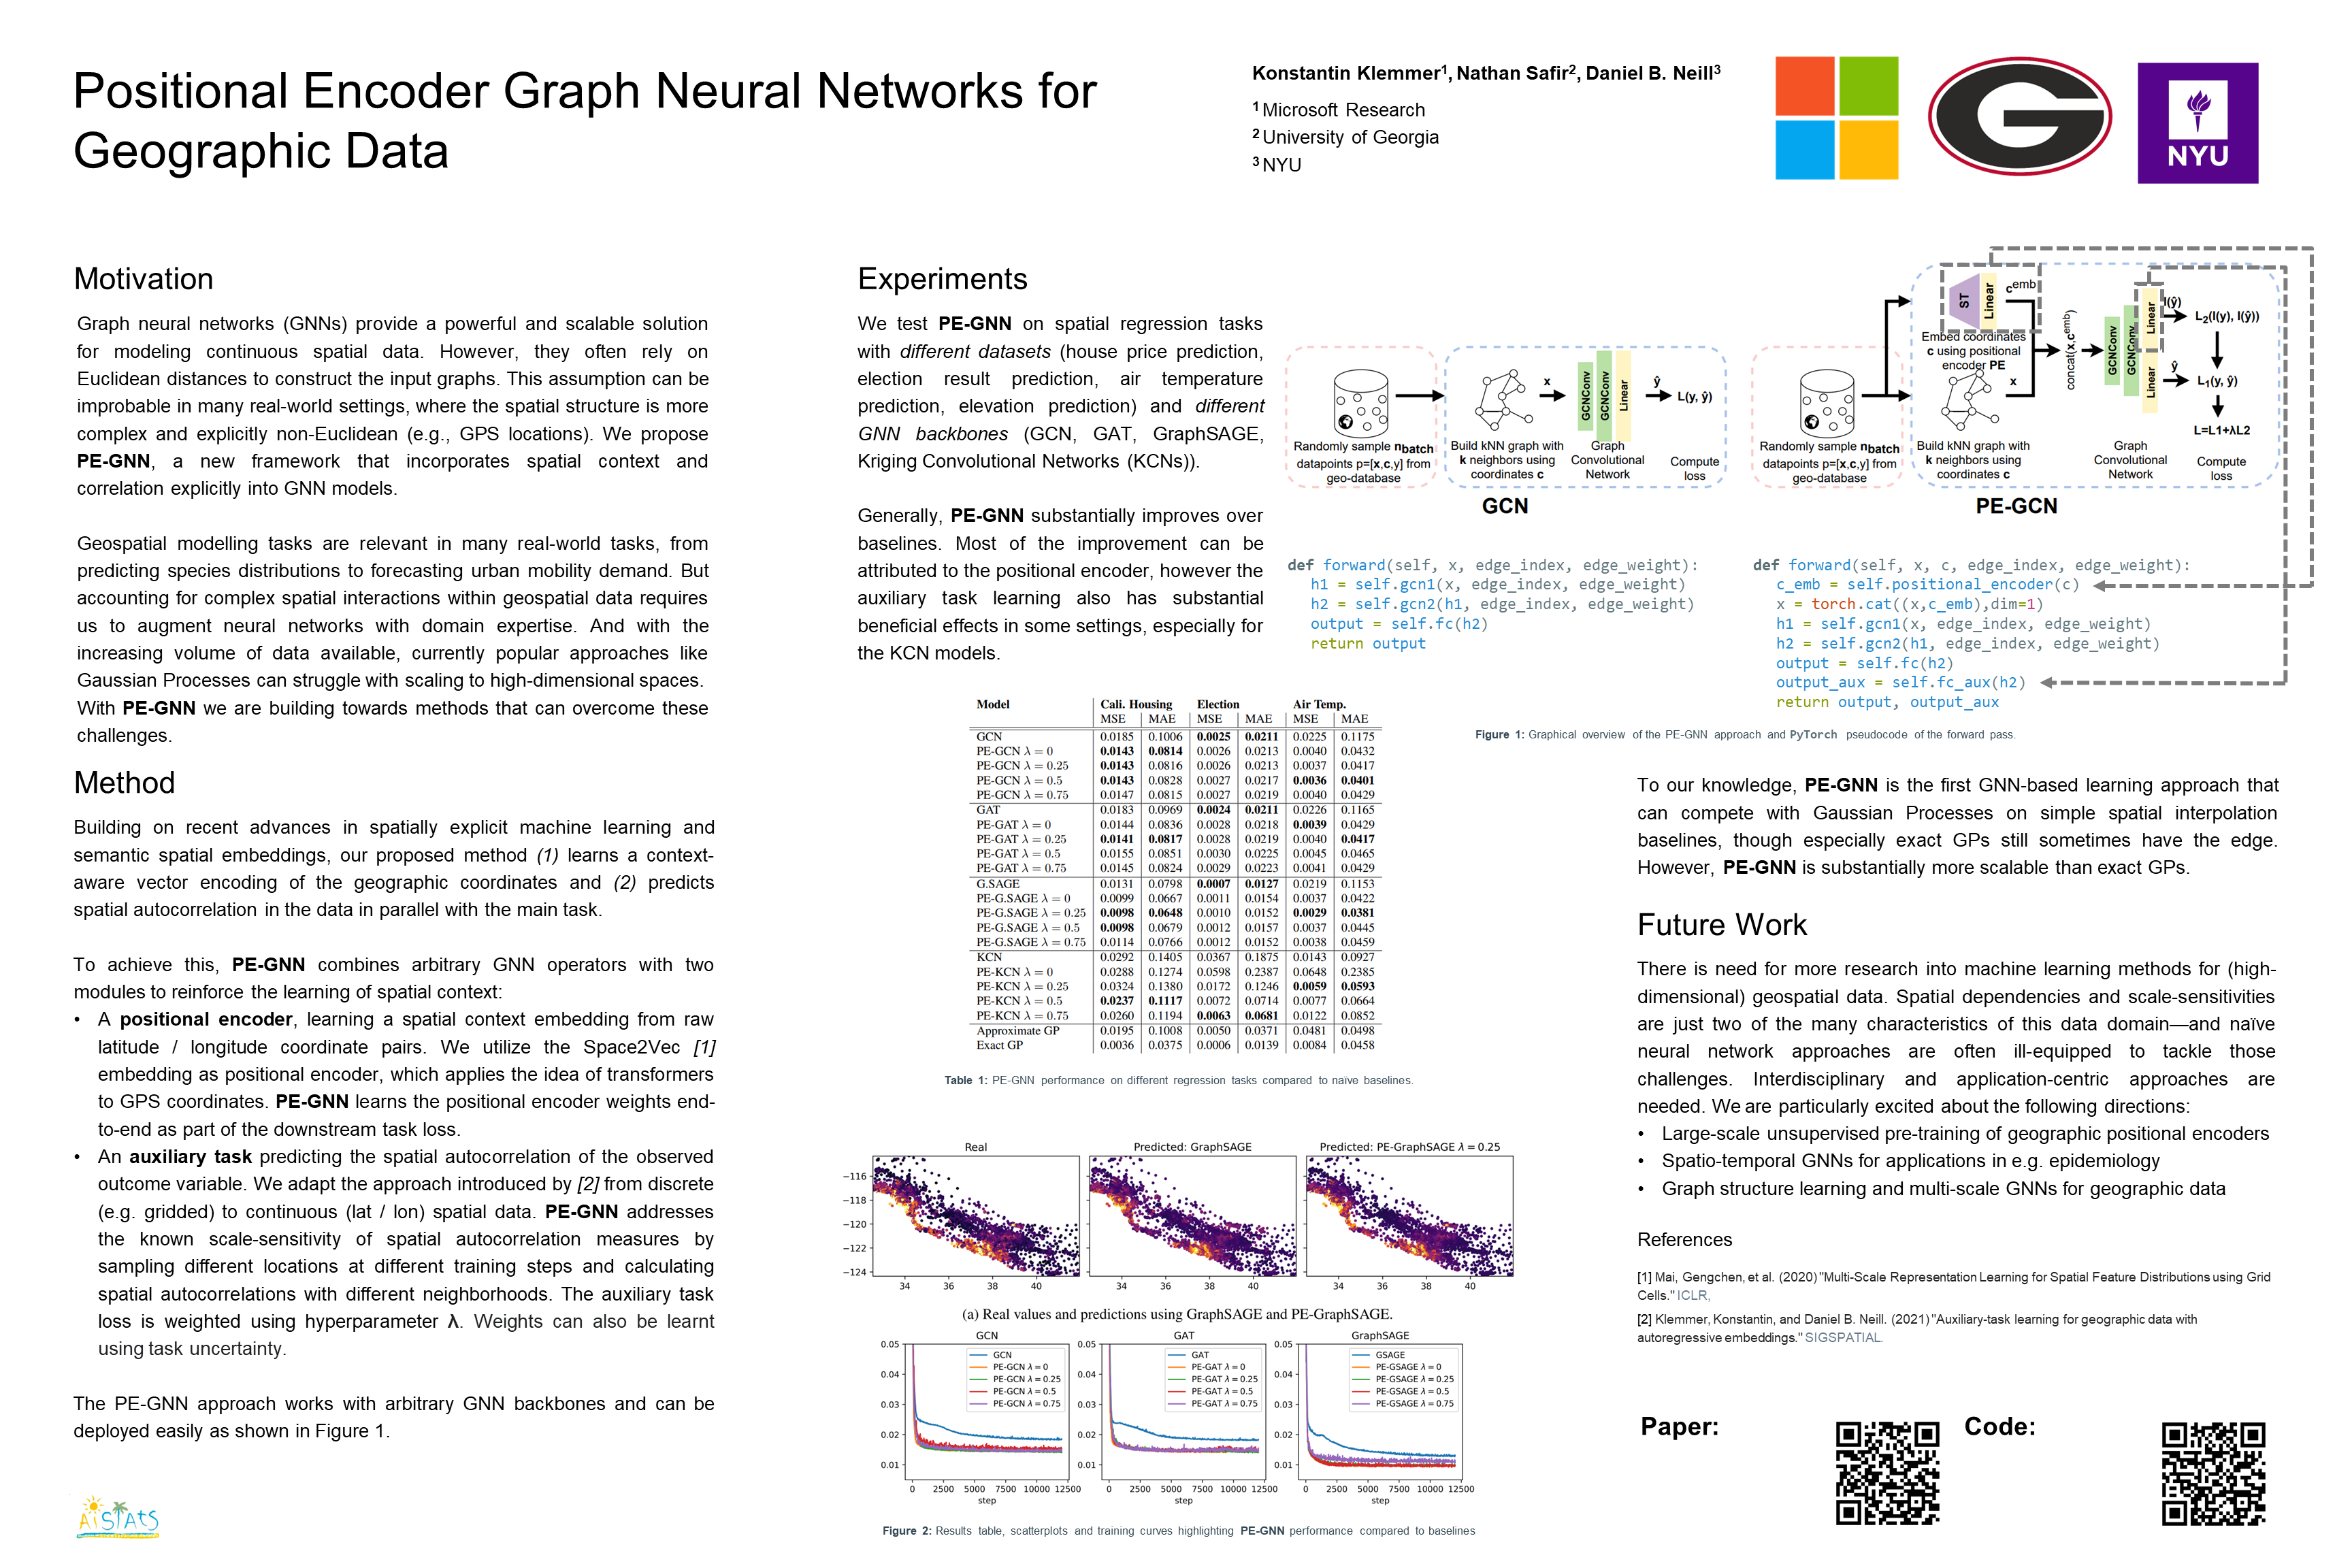 Positional Encoder Graph Neural Networks for
Geographic Data
Konstantin Klemmer1, Nathan Safir2, Daniel B. Neill3
1 Microsoft Research
2 University of Georgia
3 NYU
G
NYU
Motivation
Graph neural networks (GNNs) provide a powerful and scalable solution
for modeling continuous spatial data. However, they often rely on
Euclidean distances to construct the input graphs. This assumption can be
improbable in many real-world settings, where the spatial structure is more
complex and explicitly non-Euclidean (e.g., GPS locations). We propose
PE-GNN, a new framework that incorporates spatial context and
correlation explicitly into GNN models.
Geospatial modelling tasks are relevant in many real-world tasks, from
predicting species distributions to forecasting urban mobility demand. But
accounting for complex spatial interactions within geospatial data requires
us to augment neural networks with domain expertise. And with the
increasing volume of data available, currently popular approaches like
Gaussian Processes can struggle with scaling to high-dimensional spaces.
With PE-GNN we are building towards methods that can overcome these
challenges.
Method
Building on recent advances in spatially explicit machine learning and
semantic spatial embeddings, our proposed method (1) learns a context-
aware vector encoding of the geographic coordinates and (2) predicts
spatial autocorrelation in the data in parallel with the main task.
To achieve this, PE-GNN combines arbitrary GNN operators with two
modules to reinforce the learning of spatial context:
• A positional encoder, learning a spatial context embedding from raw
latitude / longitude coordinate pairs. We utilize the Space2Vec [1]
embedding as positional encoder, which applies the idea of transformers
to GPS coordinates. PE-GNN learns the positional encoder weights end-
to-end as part of the downstream task loss.
• An auxiliary task predicting the spatial autocorrelation of the observed
outcome variable. We adapt the approach introduced by [2] from discrete
(e.g. gridded) to continuous (lat / lon) spatial data. PE-GNN addresses
the known scale-sensitivity of spatial autocorrelation measures by
sampling different locations at different training steps and calculating
spatial autocorrelations with different neighborhoods. The auxiliary task
loss is weighted using hyperparameter λ. Weights can also be learnt
using task uncertainty.
The PE-GNN approach works with arbitrary GNN backbones and can be
deployed easily as shown in Figure 1.
AiSTATS
Experiments
We test PE-GNN on spatial regression tasks
with different datasets (house price prediction,
election result prediction, air temperature
prediction, elevation prediction) and different
GNN backbones (GCN, GAT, GraphSAGE,
Kriging Convolutional Networks (KCNs)).
Generally, PE-GNN substantially improves over
baselines. Most of the improvement can be
attributed to the positional encoder, however the
auxiliary task learning also has substantial
beneficial effects in some settings, especially for
the KCN models.
Randomly sample nbatch
datapoints p=[x,c,y] from
geo-database
Build kNN graph with
k neighbors using
coordinates c
x
GCNConv
GCNConv
Linear
Graph
Convolutional
Network
ŷ
L(y, ŷ)
Compute
loss
GCN
Randomly sample nbatch
datapoints p=[x,c,y] from
geo-database
ST
Linear
cemb
Embed coordinates
c using positional
encoder PE
x
Build kNN graph with
k neighbors using
coordinates c
concat(x,cemb)
GCNConv
GCNConv
Linear
Linear
Graph
Convolutional
Network
I(ŷ)
L2(I(y), I(ŷ))
ŷ
L1(y, ŷ)
L=L1+λL2
Compute
loss
PE-GCN
def forward(self, x, edge_index, edge_weight):
h1 = self.gcn1(x, edge_index, edge_weight)
h2 = self.gcn2(h1, edge_index, edge_weight)
output = self.fc(h2)
return output
def forward(self, x, c, edge_index, edge_weight):
c_emb = self.positional_encoder(c)
x = torch.cat((x,c_emb),dim=1)
h1 = self.gcn1(x, edge_index, edge_weight)
h2 = self.gcn2(h1, edge_index, edge_weight)
output = self.fc(h2)
output_aux = self.fc_aux(h2)
return output, output_aux
Figure 1: Graphical overview of the PE-GNN approach and PyTorch pseudocode of the forward pass.
Model Cali. Housing Election Air Temp.
MSE MAE MSE MAE MSE MAE
GCN 0.0185 0.1006 0.0025 0.0211 0.0225 0.1175
PE-GCN λ = 0 0.0143 0.0814 0.0026 0.0213 0.0040 0.0432
PE-GCN λ = 0.25 0.0143 0.0816 0.0026 0.0213 0.0037 0.0417
PE-GCN λ = 0.5 0.0143 0.0828 0.0027 0.0217 0.0036 0.0401
PE-GCN λ = 0.75 0.0147 0.0815 0.0027 0.0219 0.0040 0.0429
GAT 0.0183 0.0969 0.0024 0.0211 0.0226 0.1165
PE-GAT λ = 0 0.0144 0.0836 0.0028 0.0218 0.0039 0.0429
PE-GAT λ = 0.25 0.0141 0.0817 0.0028 0.0219 0.0040 0.0417
PE-GAT λ = 0.5 0.0155 0.0851 0.0030 0.0225 0.0045 0.0465
PE-GAT λ = 0.75 0.0145 0.0824 0.0029 0.0223 0.0041 0.0429
G.SAGE 0.0131 0.0798 0.0007 0.0127 0.0219 0.1153
PE-G.SAGE λ = 0 0.0099 0.0667 0.0011 0.0154 0.0037 0.0422
PE-G.SAGE λ = 0.25 0.0098 0.0648 0.0010 0.0152 0.0029 0.0381
PE-G.SAGE λ = 0.5 0.0098 0.0679 0.0012 0.0157 0.0037 0.0445
PE-G.SAGE λ = 0.75 0.0114 0.0766 0.0012 0.0152 0.0038 0.0459
KCN 0.0292 0.1405 0.0367 0.1875 0.0143 0.0927
PE-KCN λ = 0 0.0288 0.1274 0.0598 0.2387 0.0648 0.2385
PE-KCN λ = 0.25 0.0324 0.1380 0.0172 0.1246 0.0059 0.0593
PE-KCN λ = 0.5 0.0237 0.1117 0.0072 0.0714 0.0077 0.0664
PE-KCN λ = 0.75 0.0260 0.1194 0.0063 0.0681 0.0122 0.0852
Approximate GP 0.0195 0.1008 0.0050 0.0371 0.0481 0.0498
Exact GP 0.0036 0.0375 0.0006 0.0139 0.0084 0.0458
Table 1: PE-GNN performance on different regression tasks compared to naïve baselines.
Real Predicted: GraphSAGE Predicted: PE-GraphSAGE λ = 0.25
−116
−118
−120
−122
−124
34 36 38 40 34 36 38 40 34 36 38 40
(a) Real values and predictions using GraphSAGE and PE-GraphSAGE.
GCN
0.05
0.04
0.03
0.02
0.01
GCN
PE-GCN λ = 0
PE-GCN λ = 0.25
PE-GCN λ = 0.5
PE-GCN λ = 0.75
0 2500 5000 7500 10000 12500
step
GAT
0.05
0.04
0.03
0.02
0.01
GAT
PE-GAT λ = 0
PE-GAT λ = 0.25
PE-GAT λ = 0.5
PE-GAT λ = 0.75
0 2500 5000 7500 10000 12500
step
GraphSAGE
0.05
0.04
0.03
0.02
0.01
GSAGE
PE-GSAGE λ = 0
PE-GSAGE λ = 0.25
PE-GSAGE λ = 0.5
PE-GSAGE λ = 0.75
0 2500 5000 7500 10000 12500
step
Figure 2: Results table, scatterplots and training curves highlighting PE-GNN performance compared to baselines
To our knowledge, PE-GNN is the first GNN-based learning approach that
can compete with Gaussian Processes on simple spatial interpolation
baselines, though especially exact GPs still sometimes have the edge.
However, PE-GNN is substantially more scalable than exact GPs.
Future Work
There is need for more research into machine learning methods for (high-
dimensional) geospatial data. Spatial dependencies and scale-sensitivities
are just two of the many characteristics of this data domain—and naïve
neural network approaches are often ill-equipped to tackle those
challenges. Interdisciplinary and application-centric approaches are
needed. We are particularly excited about the following directions:
• Large-scale unsupervised pre-training of geographic positional encoders
• Spatio-temporal GNNs for applications in e.g. epidemiology
• Graph structure learning and multi-scale GNNs for geographic data
References
[1] Mai, Gengchen, et al. (2020) "Multi-Scale Representation Learning for Spatial Feature Distributions using Grid
Cells." ICLR,
[2] Klemmer, Konstantin, and Daniel B. Neill. (2021) "Auxiliary-task learning for geographic data with
autoregressive embeddings." SIGSPATIAL.
Paper:
Code: